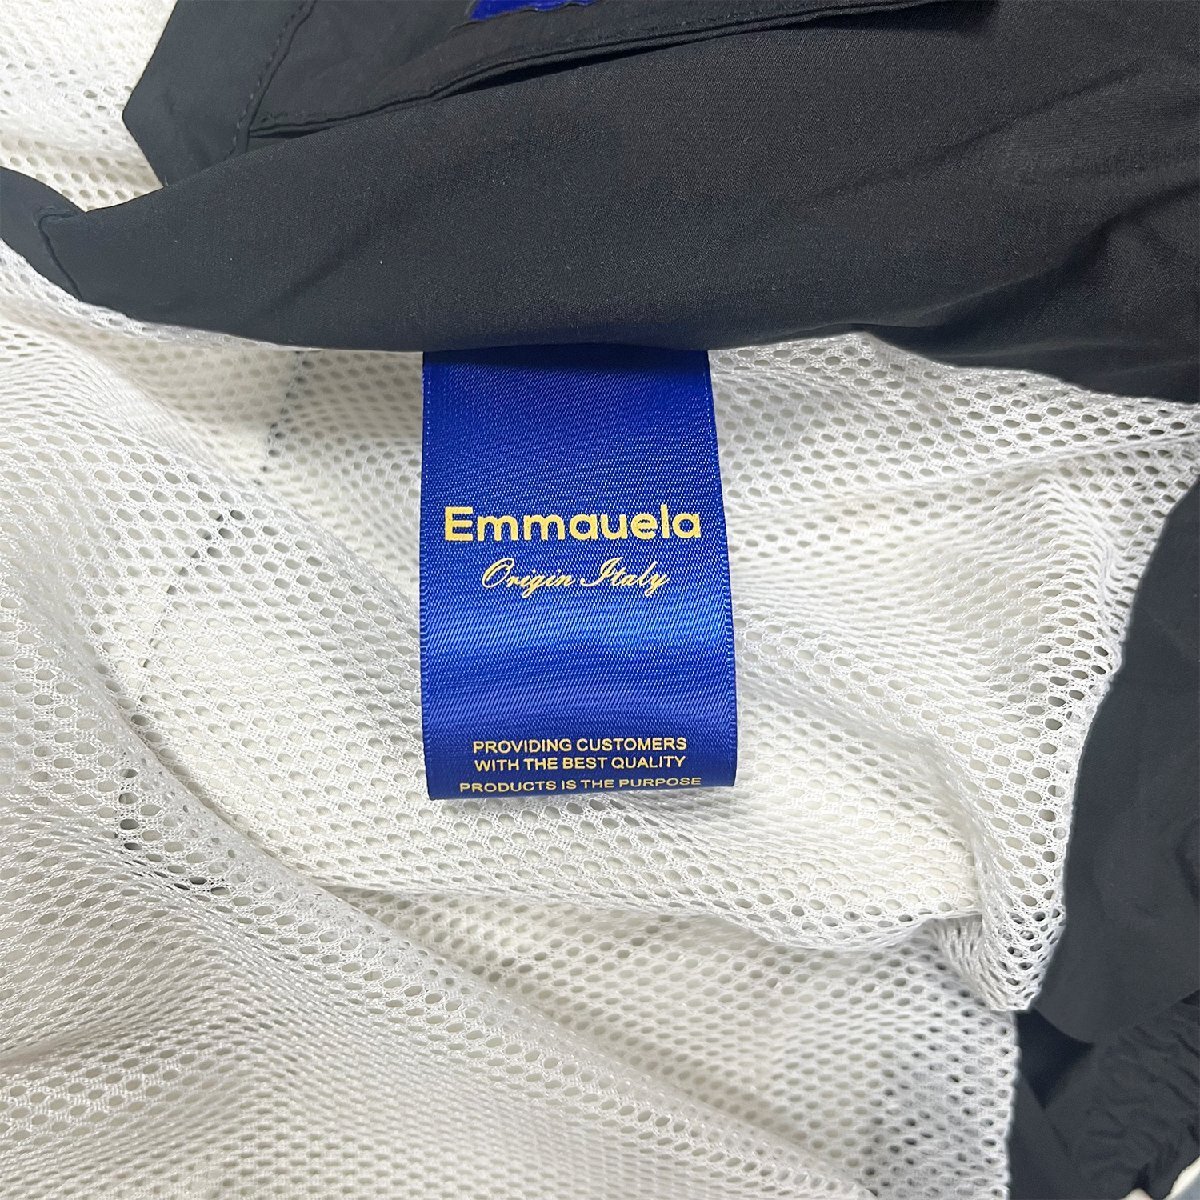 Emmauela
Origin Italy
PROVIDING CUSTOMERS
WITH THE BEST QUALITY
PRODUCTS IS THE PURPOSE